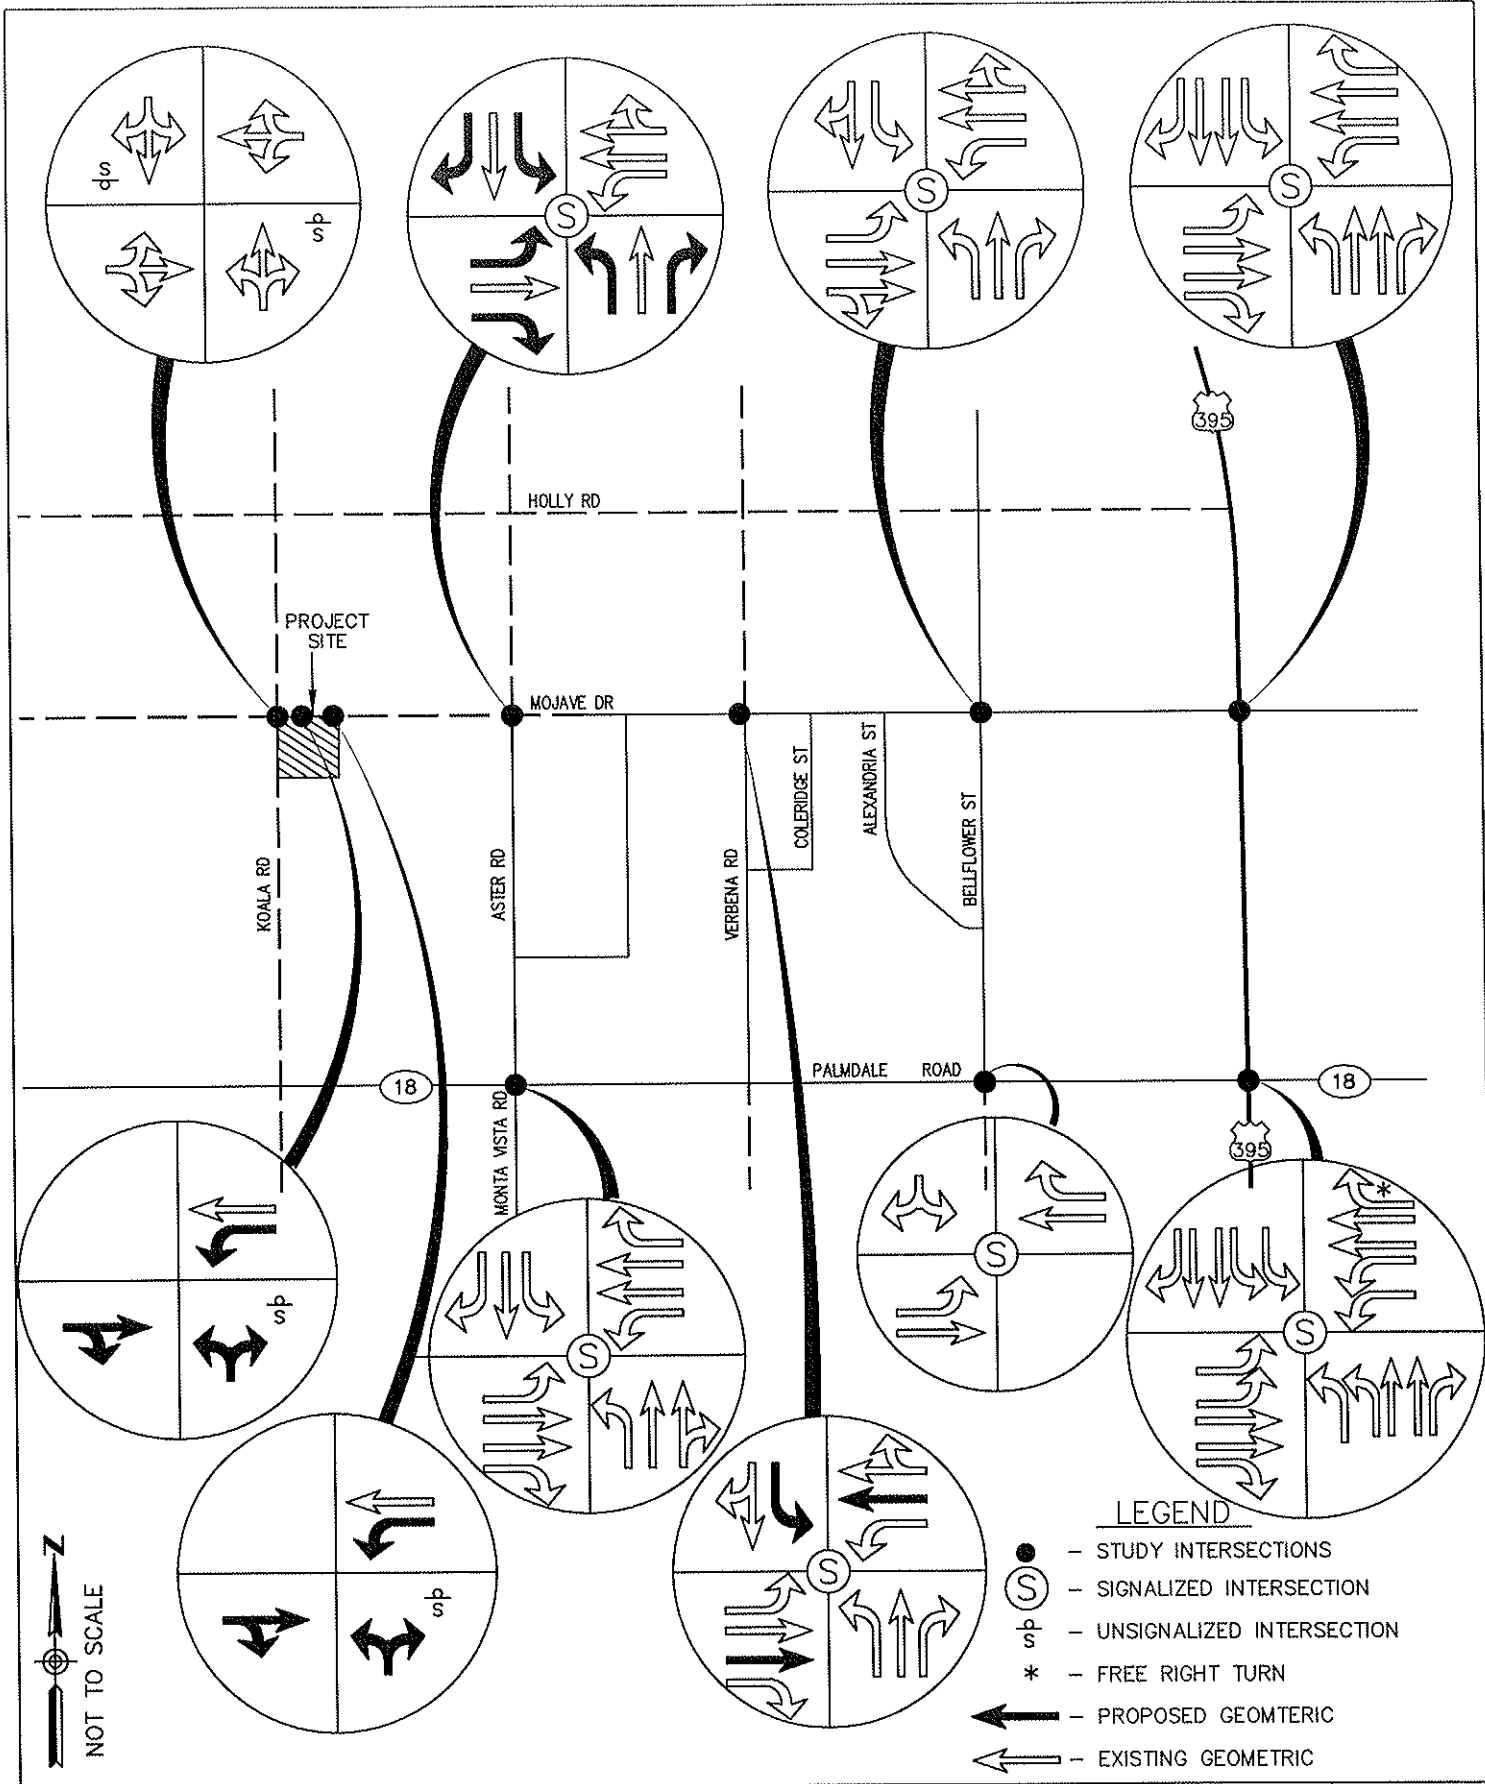 S
S
S
S
S
S
395
HOLLY RD
PROJECT
SITE
MOJAVE DR
KOALA RD
ASTER RD
VERBENA RD
COLERIDGE ST
ALEXANDRIA ST
BELLFLOWER ST
18
PALMDALE ROAD
18
MONTA VISTA RD
395
*
S
S
S
S
S
S
LEGEND
– STUDY INTERSECTIONS
S – SIGNALIZED INTERSECTION
S – UNSIGNALIZED INTERSECTION
* – FREE RIGHT TURN
– PROPOSED GEOMTERIC
– EXISTING GEOMETRIC
N
NOT TO SCALE